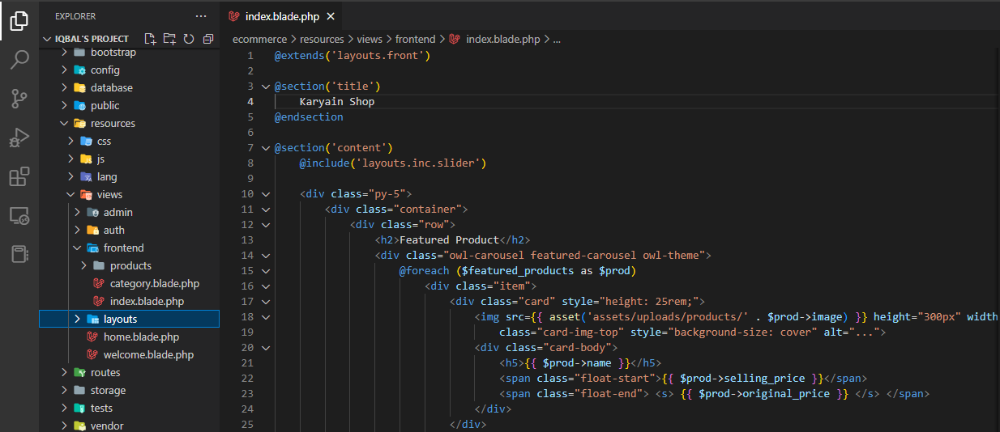 EXPLORER ...
IQBAL'S PROJECT
bootstrap
config
database
public
resources
css
js
lang
views
admin
auth
frontend
products
category.blade.php
index.blade.php
layouts
home.blade.php
welcome.blade.php
routes
storage
tests
vendor
index.blade.php
ecommerce > resources > views > frontend > index.blade.php > ...
1 @extends('layouts.front')
2
3 @section('title')
4 Karyain Shop
5 @endsection
6
7 @section('content')
8 @include('layouts.inc.slider')
9
10 <div class="py-5">
11 <div class="container">
12 <div class="row">
13 <h2>Featured Product</h2>
14 <div class="owl-carousel featured-carousel owl-theme">
15 @foreach ($featured_products as $prod)
16 <div class="item">
17 <div class="card" style="height: 25rem;">
18 <img src={{ asset('assets/uploads/products/' . $prod->image) }} height="300px" width
19 class="card-img-top" style="background-size: cover" alt="...">
20 <div class="card-body">
21 <h5>{{ $prod->name }}</h5>
22 <span class="float-start">{{ $prod->selling_price }}</span>
23 <span class="float-end"> <s> {{ $prod->original_price }} </s> </span>
24 </div>
25 </div>